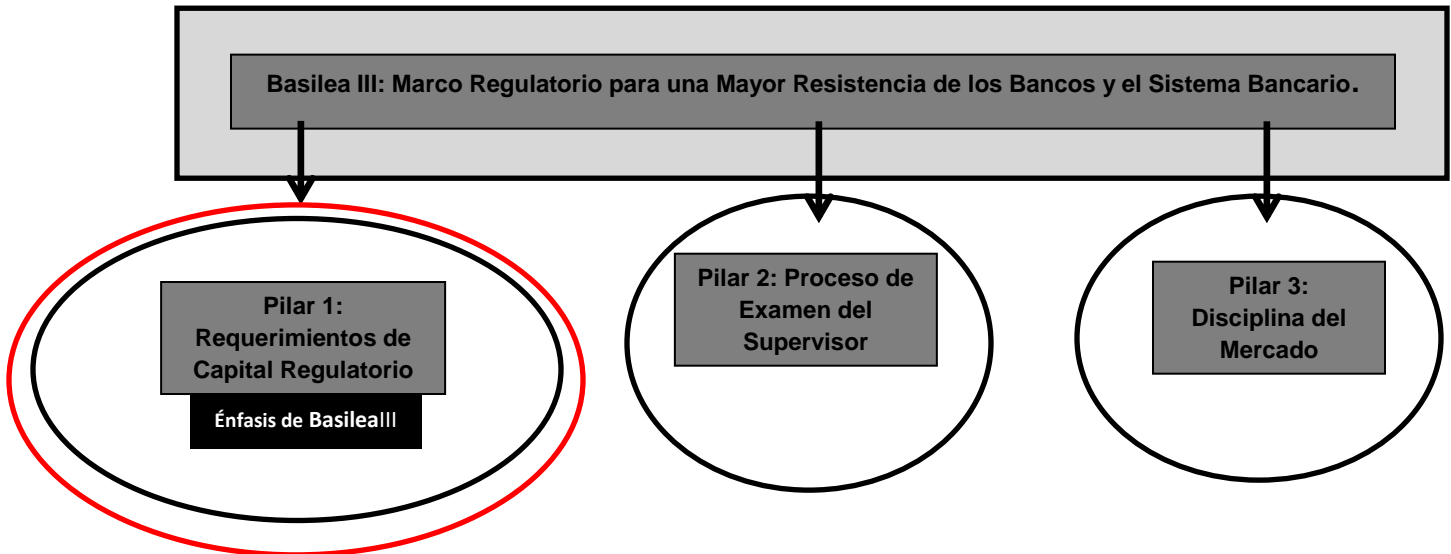 Basilea III: Marco Regulatorio para una Mayor Resistencia de los Bancos y el Sistema Bancario.
Pilar 1:
Requerimientos de
Capital Regulatorio
Énfasis de BasileaIII
Pilar 2: Proceso de
Examen del
Supervisor
Pilar 3:
Disciplina del
Mercado